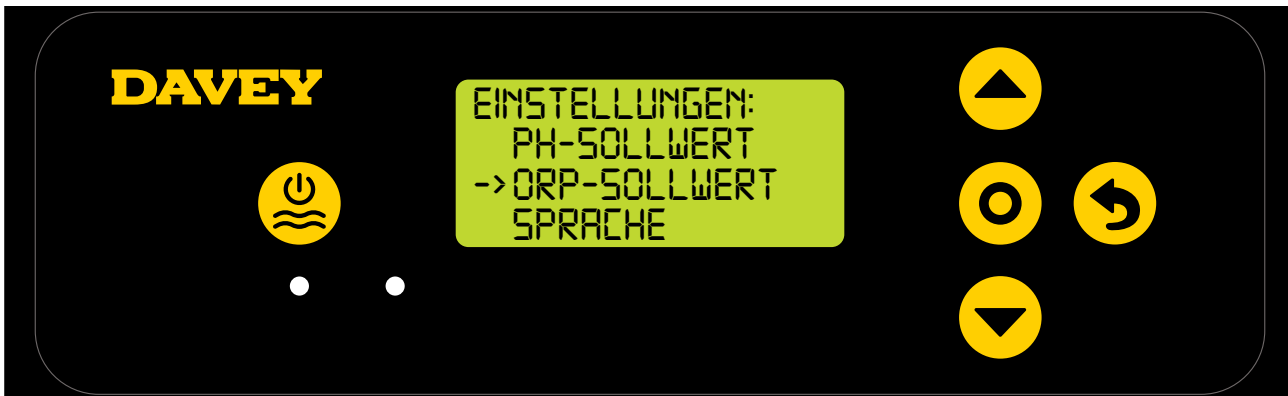 DAVEY
EINSTELLUNGEN:
PH-SOLLWERT
->ORP-SOLLWERT
SPRACHE